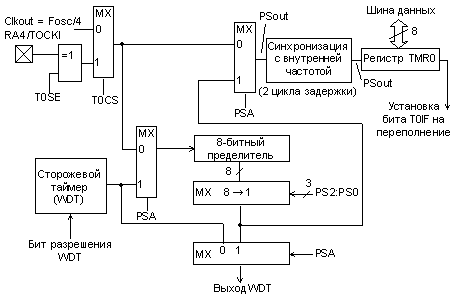 Clkout = Fosc/4
RA4/TOCKI
MX
0
1
=1
T0SE
T0CS
MX
0
1
PSA
PSout
Синхронизация
с внутренней
частотой
(2 цикла задержки)
Шина данных
8
Регистр TMR0
PSout
Установка
бита T0IF на
переполнение
MX
0
1
PSA
8-битный
пределитель
8
MX 8 → 1
3
PS2:PS0
Сторожевой
таймер
(WDT)
Бит разрешения
WDT
0 1
MX
PSA
Выход WDT